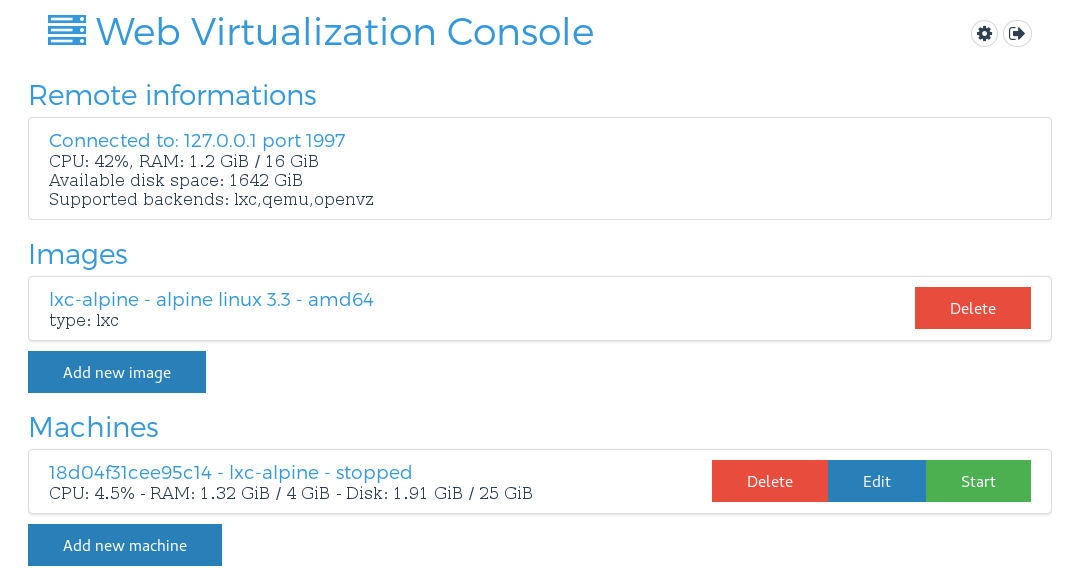 Web Virtualization Console
Remote informations
Connected to: 127.0.0.1 port 1997
CPU: 42%, RAM: 1.2 GiB / 16 GiB
Available disk space: 1642 GiB
Supported backends: lxc,qemu,openvz
Images
lxc-alpine - alpine linux 3.3 - amd64
type: lxc
Delete
Add new image
Machines
18d04f31cee95c14 - lxc-alpine - stopped
CPU: 4.5% - RAM: 1.32 GiB / 4 GiB - Disk: 1.91 GiB / 25 GiB
Delete Edit Start
Add new machine